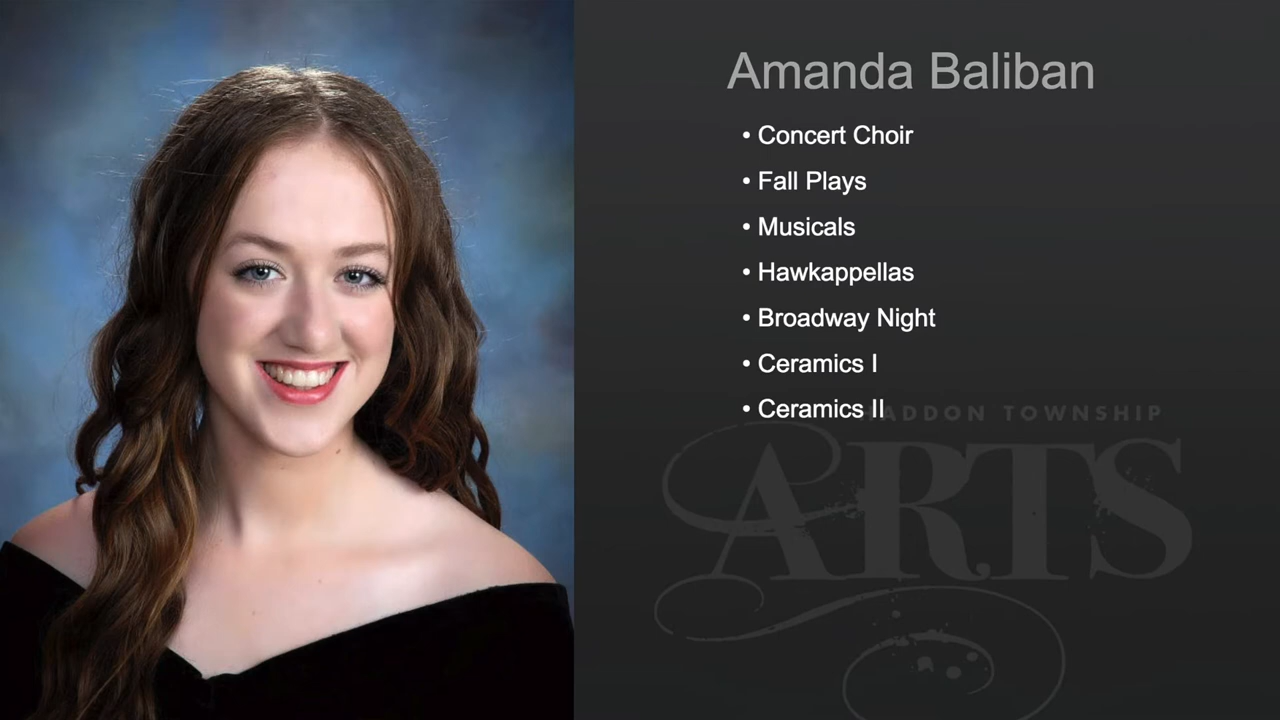 Amanda Baliban
• Concert Choir
• Fall Plays
• Musicals
• Hawkappellas
• Broadway Night
• Ceramics I
• Ceramics II
ADDON TOWNSHIP
ARTS